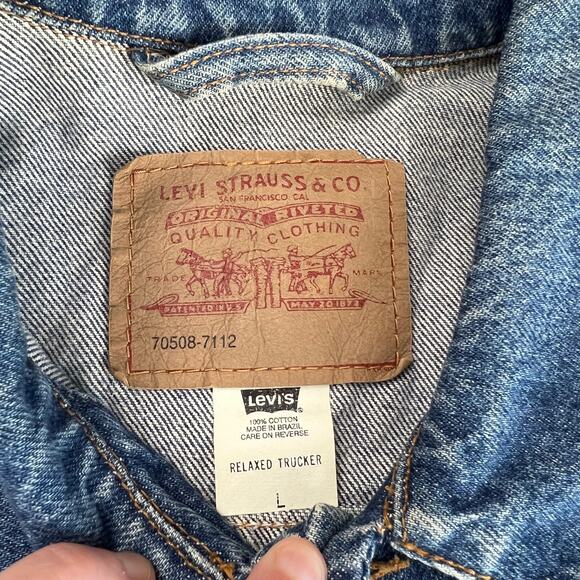 LEVI STRAUSS & CO.
SAN FRANCISCO, CAL
ORIGINAL RIVETED
QUALITY CLOTHING
TRADE MARK
PATENTED IN U.S. MAY 20 1873
70508-7112
LEVI'S
®
100% COTTON
MADE IN BRAZIL
CARE ON REVERSE
RELAXED TRUCKER
L